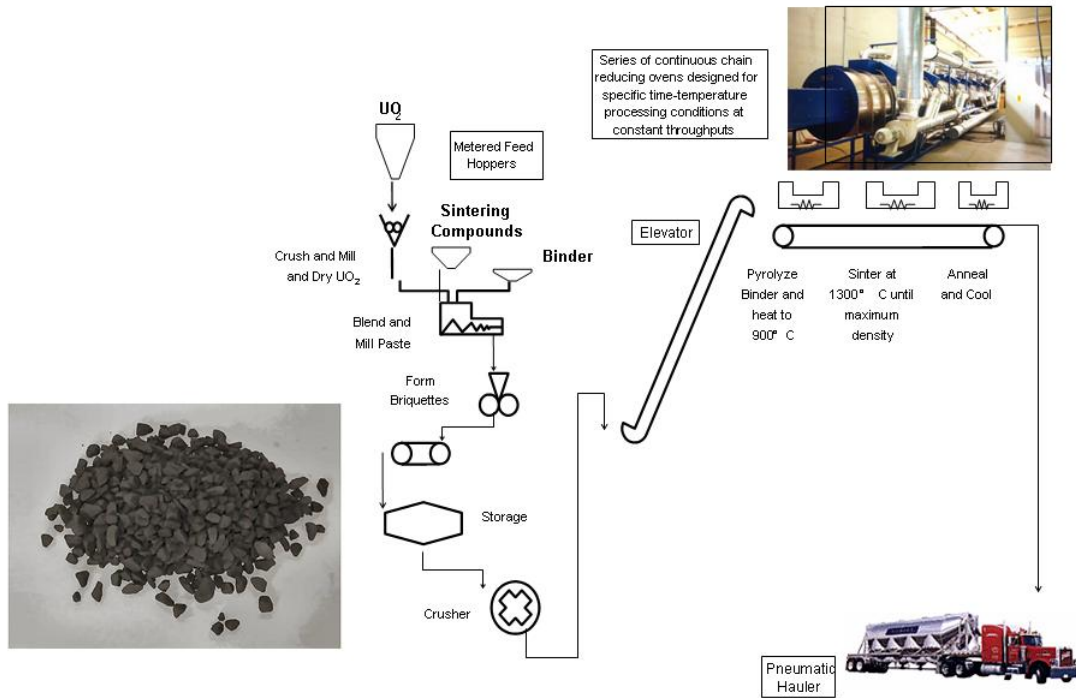 Series of continuous chain
reducing ovens designed for
specific time-temperature
processing conditions at
constant throughputs
UO2
Metered Feed
Hoppers
Sintering
Compounds
Binder
Crush and Mill
and Dry UO2
Blend and
Mill Paste
Form
Briquettes
Storage
Crusher
Elevator
Pyrolyze
Binder and
heat to
900° C
Sinter at
1300° C until
maximum
density
Anneal
and Cool
Pneumatic
Hauler